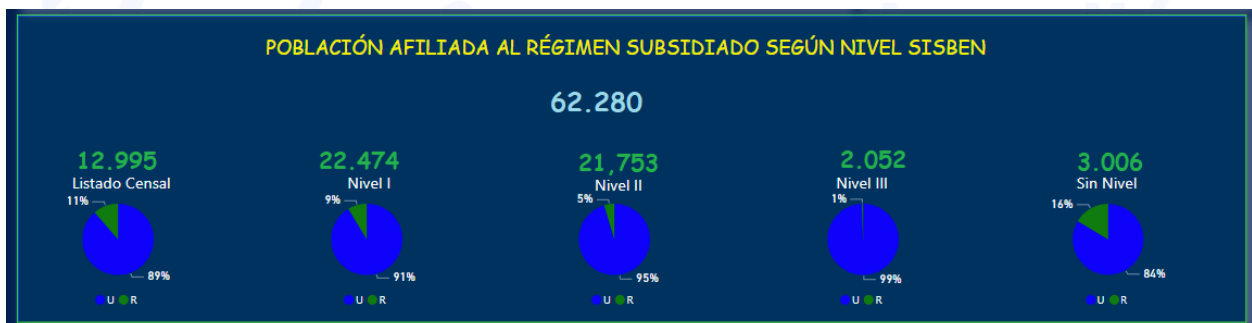 POBLACIÓN AFILIADA AL RÉGIMEN SUBSIDIADO SEGÚN NIVEL SISBEN
62.280
12.995
Listado Censal
11%
89%
U R
22.474
Nivel I
9%
91%
U R
21,753
Nivel II
5%
95%
U R
2.052
Nivel III
1%
99%
U R
3.006
Sin Nivel
16%
84%
U R